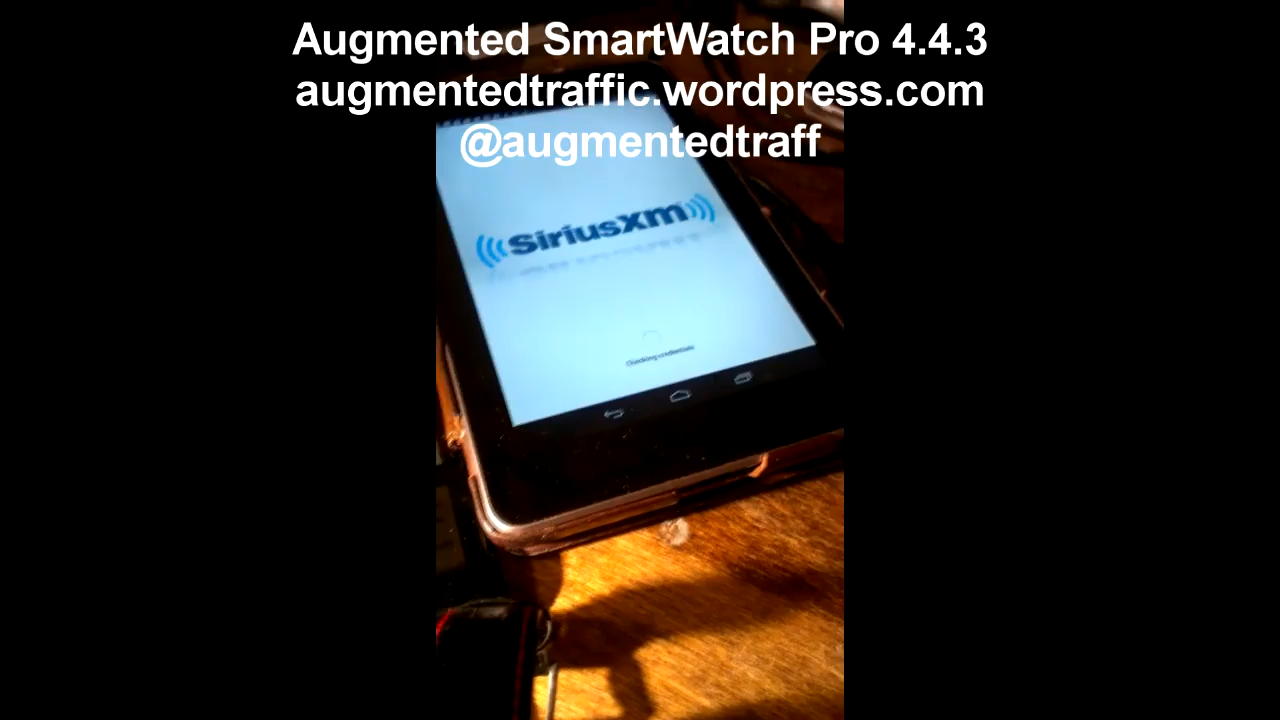 Augmented SmartWatch Pro 4.4.3
augmentedtraffic.wordpress.com
@augmentedtraff
SiriusXM
Checking credentials